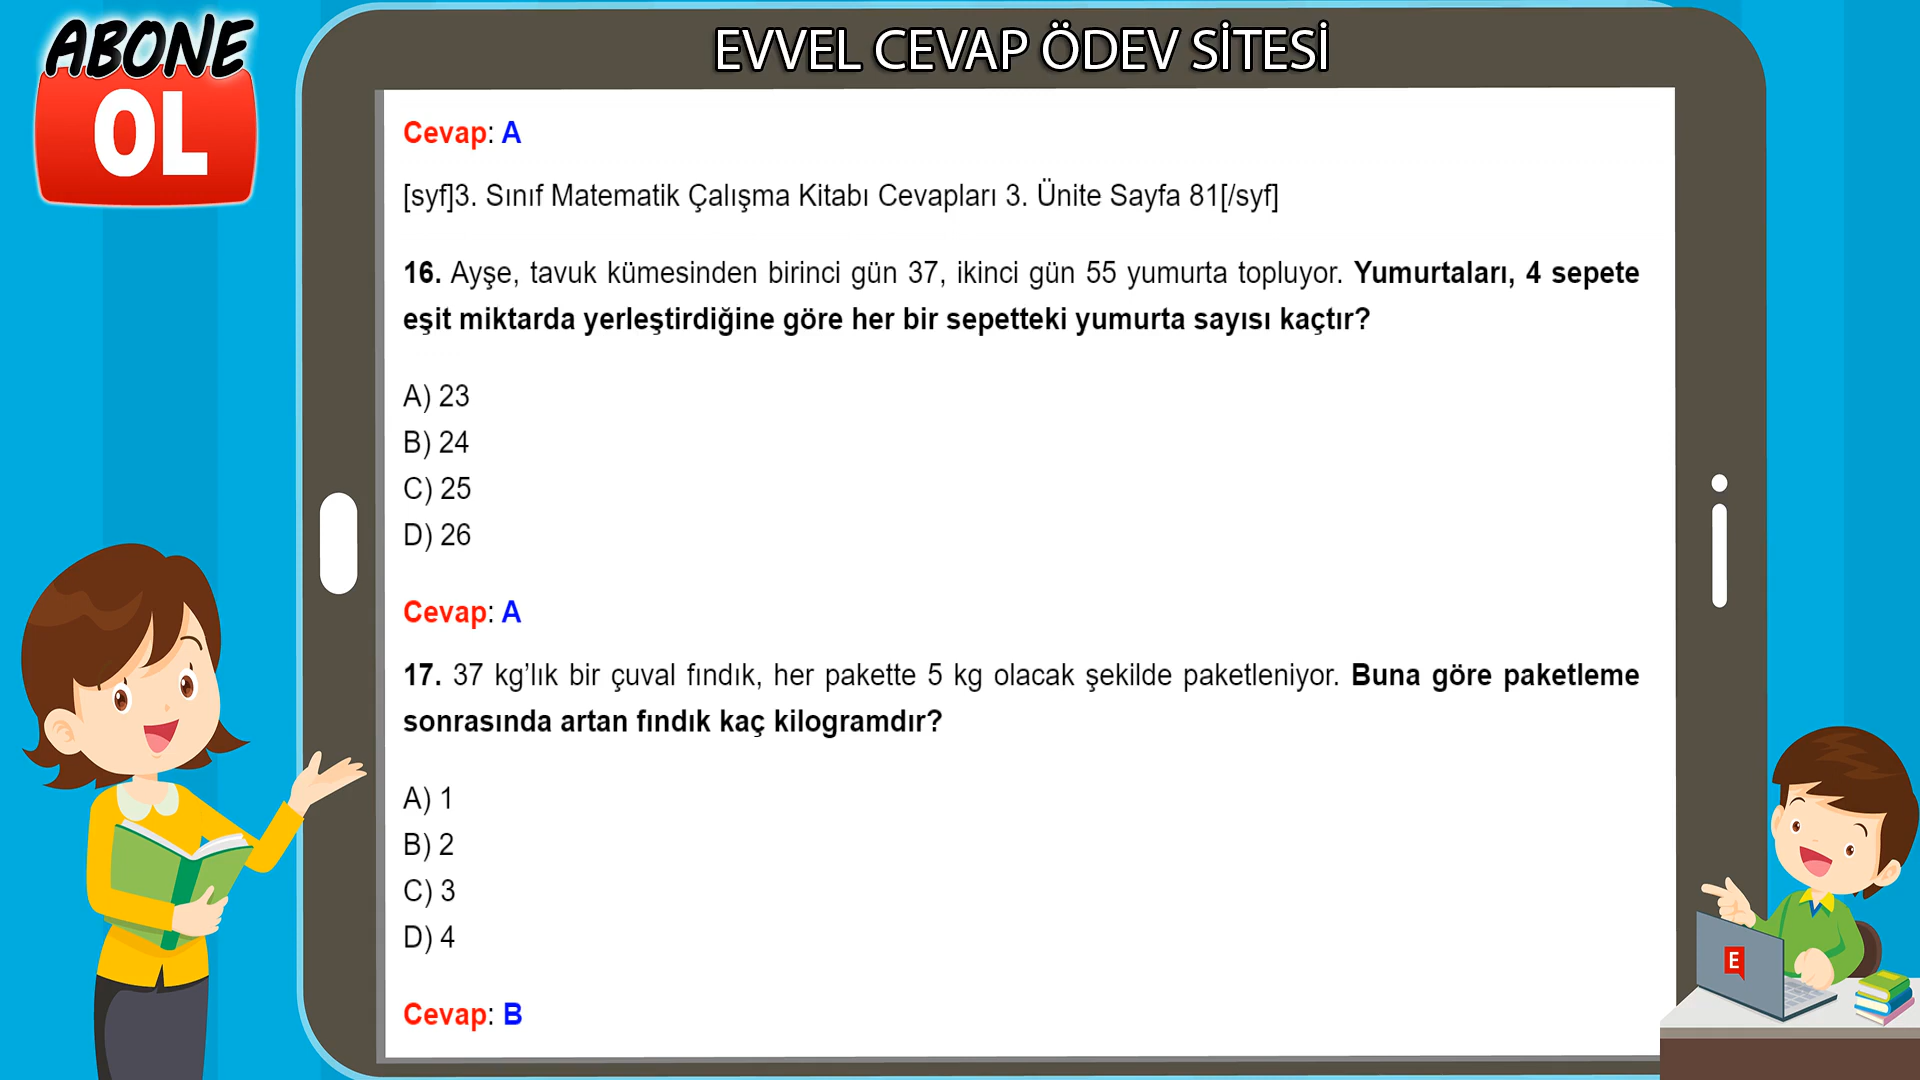 ABONE
OL
EVVEL CEVAP ÖDEV SİTESİ
Cevap: A
[syf]3. Sınıf Matematik Çalışma Kitabı Cevapları 3. Ünite Sayfa 81[/syf]
16. Ayşe, tavuk kümesinden birinci gün 37, ikinci gün 55 yumurta topluyor. Yumurtaları, 4 sepete
eşit miktarda yerleştirdiğine göre her bir sepetteki yumurta sayısı kaçtır?
A) 23
B) 24
C) 25
D) 26
Cevap: A
17. 37 kg’lık bir çuval fındık, her pakette 5 kg olacak şekilde paketleniyor. Buna göre paketleme
sonrasında artan fındık kaç kilogramdır?
A) 1
B) 2
C) 3
D) 4
Cevap: B
E